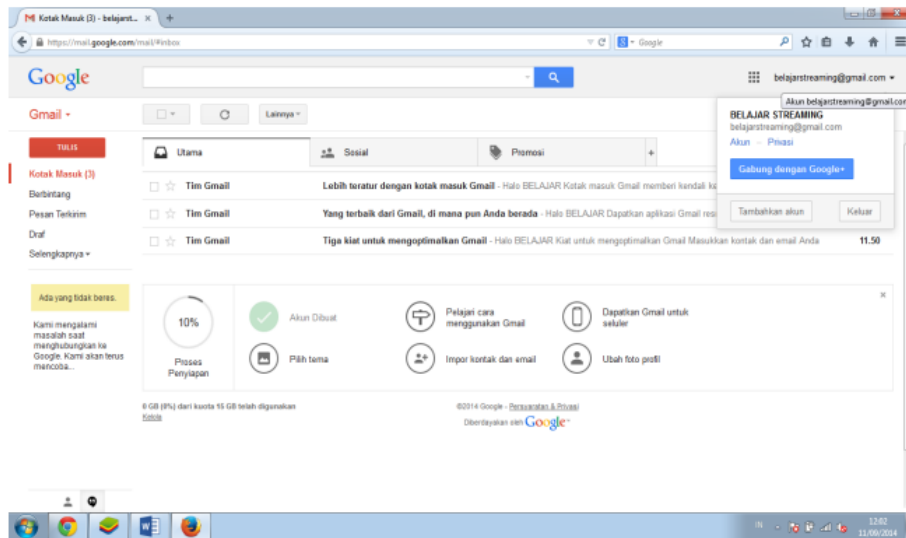 Kotak Masuk (3) - belajarst...
https://mail.google.com/mail/#inbox
Google
Google
belajarstreaming@gmail.com
Akun belajarstreaming@gmail.com
Gmail
Lainnya
BELAJAR STREAMING
belajarstreaming@gmail.com
Akun - Privasi
Gabung dengan Google+
Tambahkan akun
Keluar
TULIS
Kotak Masuk (3)
Berbintang
Pesan Terkirim
Draf
Selengkapnya
Utama
Sosial
Promosi
+
Tim Gmail Lebih teratur dengan kotak masuk Gmail - Halo BELAJAR Kotak masuk Gmail memberi kendali
Tim Gmail Yang terbaik dari Gmail, di mana pun Anda berada - Halo BELAJAR Dapatkan aplikasi Gmail
Tim Gmail Tiga kiat untuk mengoptimalkan Gmail - Halo BELAJAR Kiat untuk mengoptimalkan Gmail Masukkan kontak dan email Anda 11.50
Ada yang tidak beres.
Kami mengalami
masalah saat
menghubungkan ke
Google. Kami akan terus
mencoba...
10%
Proses
Penyiapan
Akun Dibuat
Pelajari cara
menggunakan Gmail
Dapatkan Gmail untuk
seluler
Pilih tema
Impor kontak dan email
Ubah foto profil
0 GB (0%) dari kuota 15 GB telah digunakan
Kelola
©2014 Google - Persyaratan & Privasi
Diberdayakan oleh Google
IN
12:02
11/09/2014